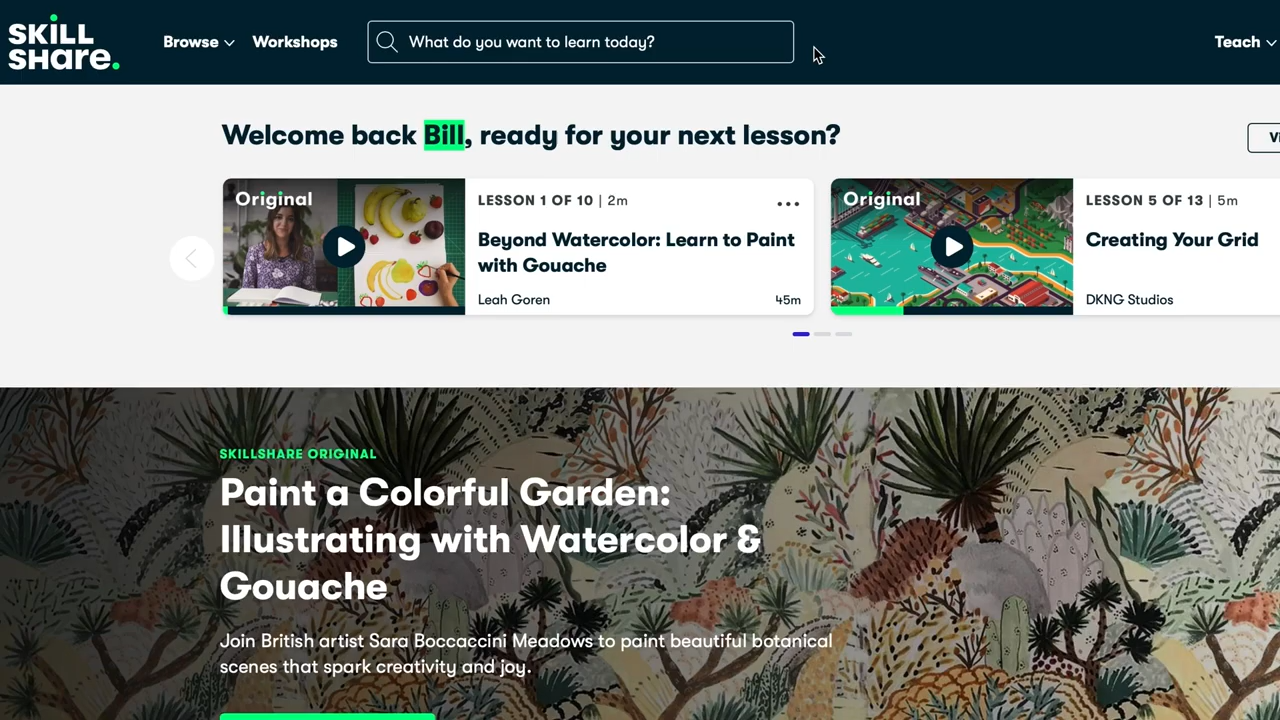 SKILL
SHARE.
Browse
Workshops
What do you want to learn today?
Teach
Welcome back Bill, ready for your next lesson?
Original
LESSON 1 OF 10 | 2m
Beyond Watercolor: Learn to Paint
with Gouache
Leah Goren
45m
Original
LESSON 5 OF 13 | 5m
Creating Your Grid
DKNG Studios
SKILLSHARE ORIGINAL
Paint a Colorful Garden:
Illustrating with Watercolor &
Gouache
Join British artist Sara Boccaccini Meadows to paint beautiful botanical
scenes that spark creativity and joy.